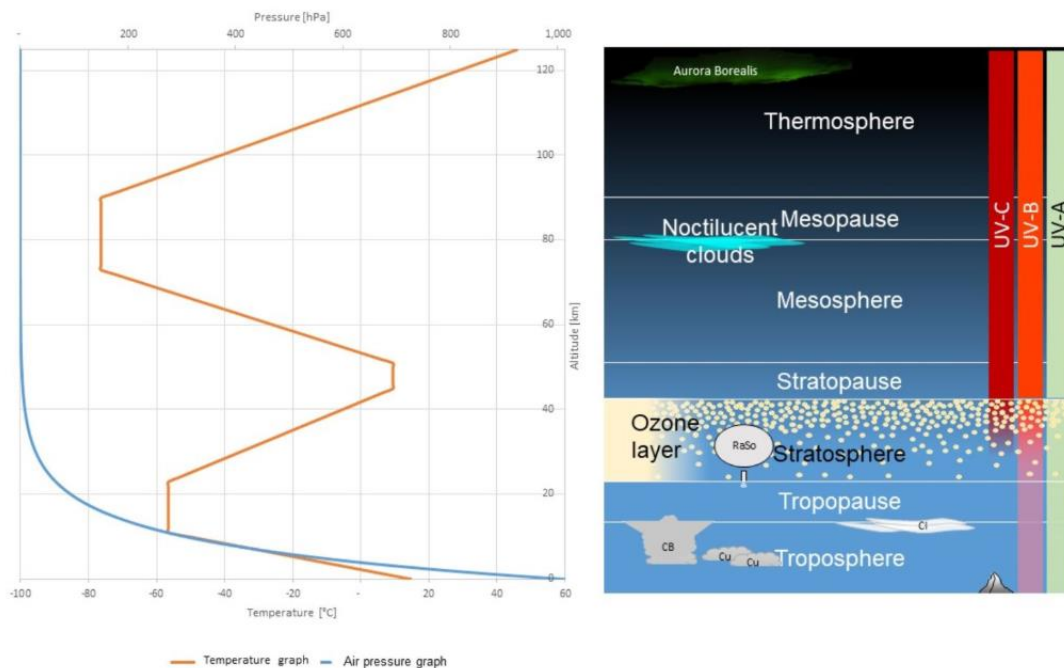 Pressure [hPa]
0 200 400 600 800 1,000
120
100
80
60
40
20
0
Altitude [km]
-100 -80 -60 -40 -20 - 20 40 60
Temperature [°C]
Temperature graph Air pressure graph
Aurora Borealis
Thermosphere
Mesopause
Noctilucent
clouds
Mesosphere
Stratopause
Ozone
layer
RaSo
Stratosphere
Tropopause
CI
CB
Cu
Cu
Troposphere
UV-C
UV-B
UV-A